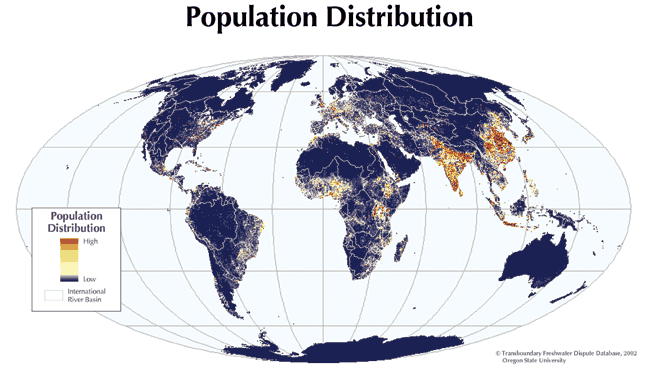 Population Distribution
Population
Distribution
High
Low
International
River Basin
© Transboundary Freshwater Dispute Database, 2002
Oregon State University